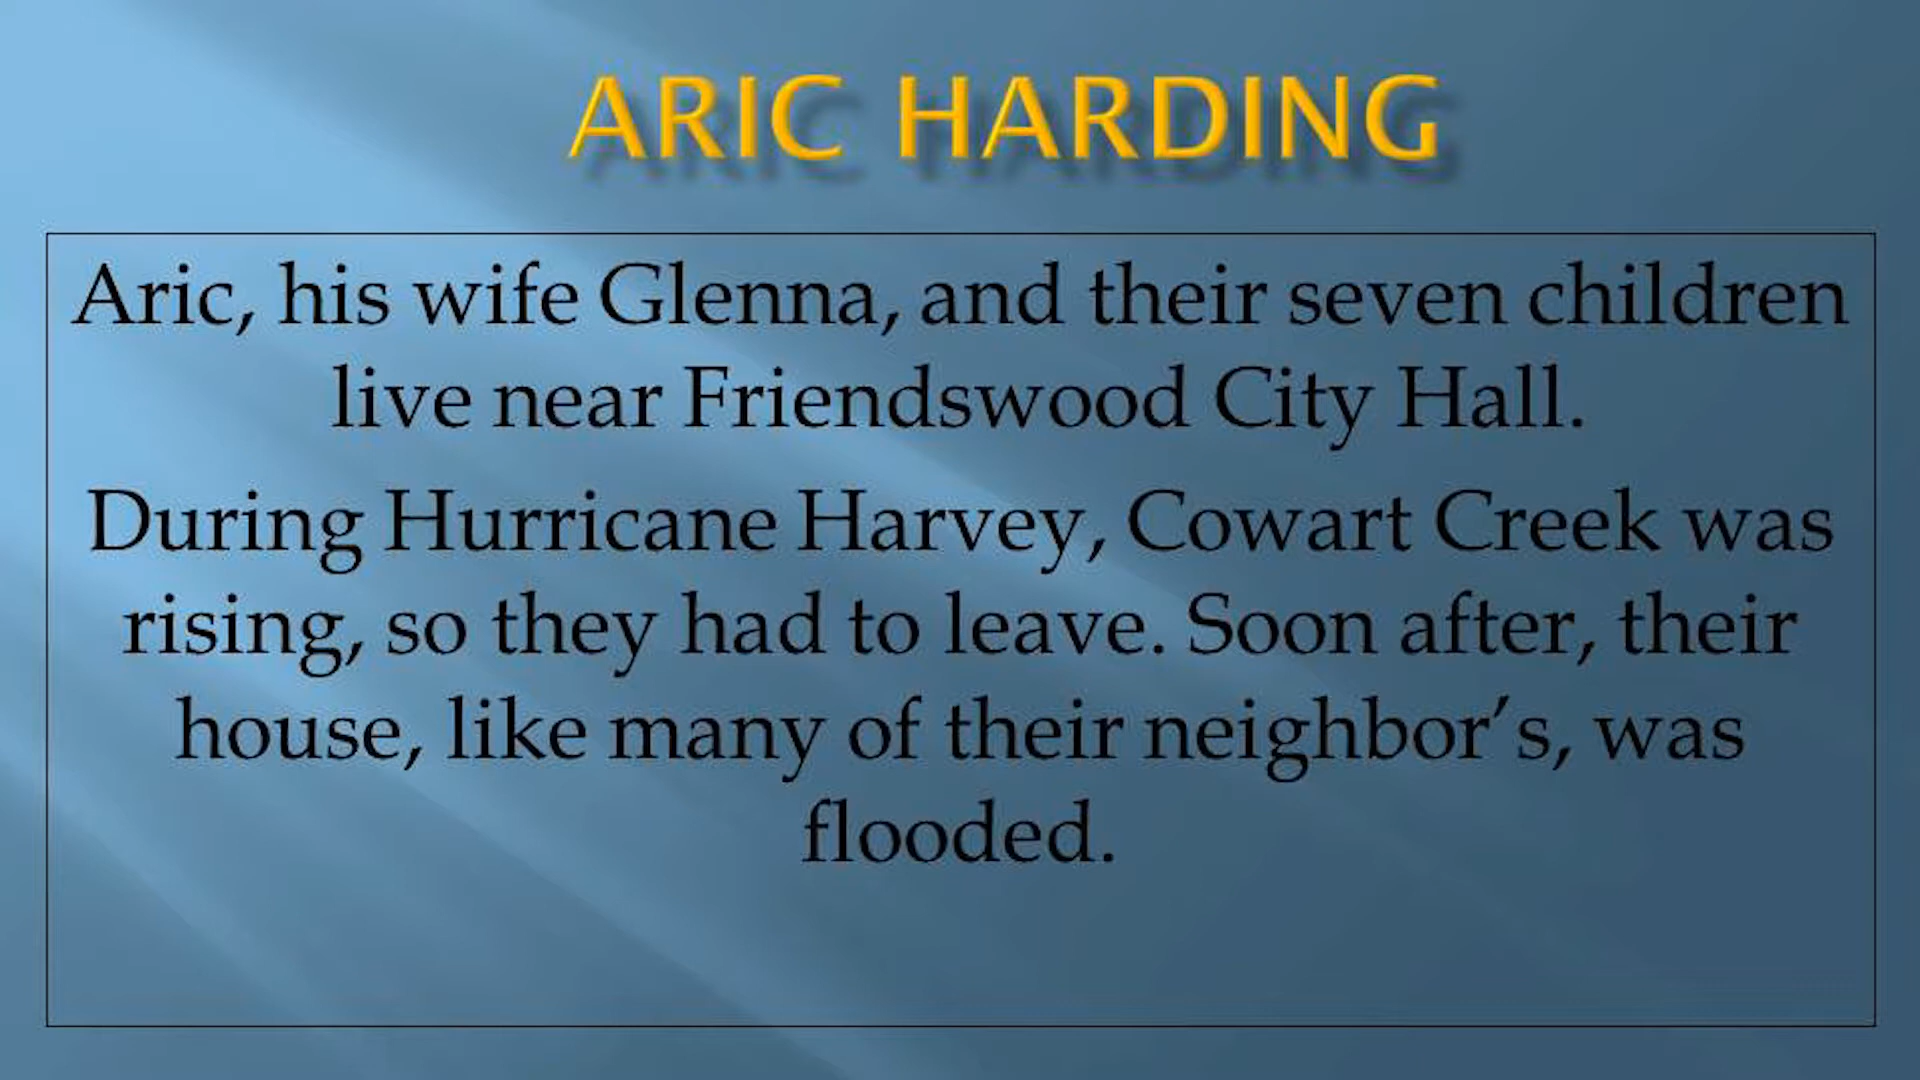 ARIC HARDING
Aric, his wife Glenna, and their seven children
live near Friendswood City Hall.
During Hurricane Harvey, Cowart Creek was
rising, so they had to leave. Soon after, their
house, like many of their neighbor’s, was
flooded.